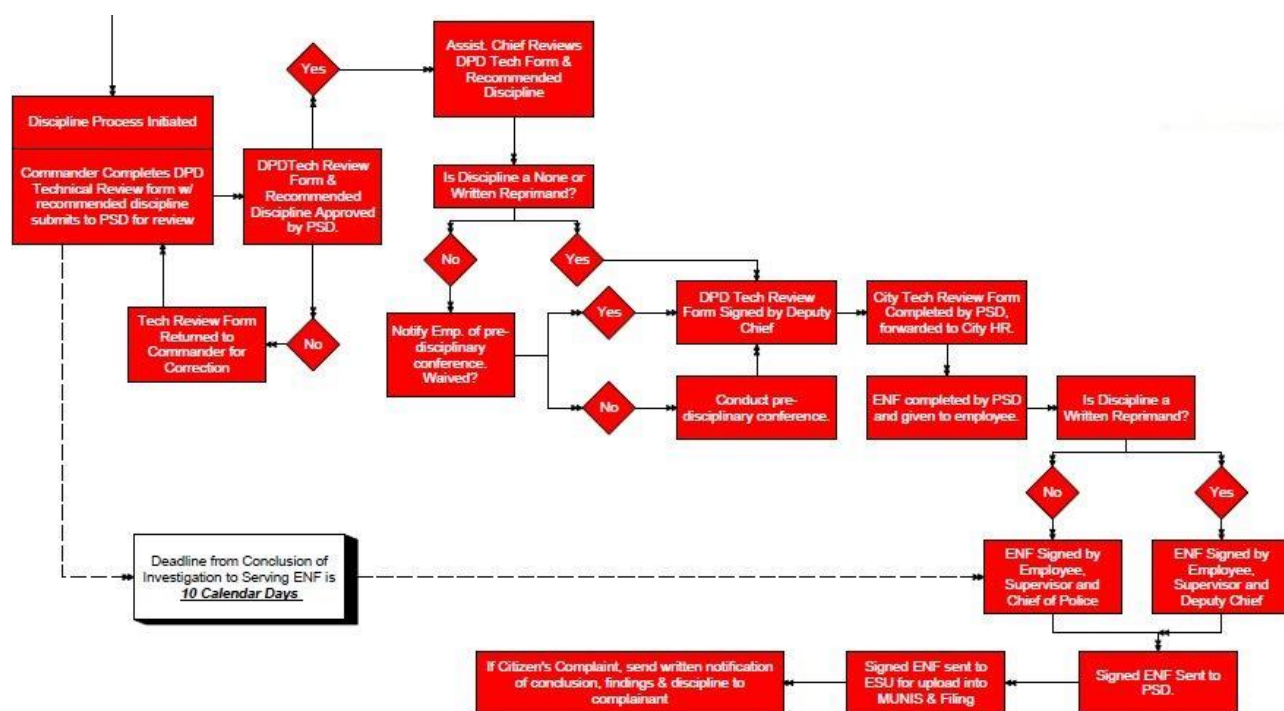 Yes
Assist. Chief Reviews
DPD Tech Form &
Recommended
Discipline
Discipline Process Initiated
Commander Completes DPD
Technical Review form w/
recommended discipline
submits to PSD for review
DPDTech Review
Form &
Recommended
Discipline Approved
by PSD.
Is Discipline a None or
Written Reprimand?
No
Yes
Tech Review Form
Returned to
Commander for
Correction
No
Notify Emp. of pre-
disciplinary
conference.
Waived?
Yes
No
DPD Tech Review
Form Signed by Deputy
Chief
Conduct pre-
disciplinary conference.
City Tech Review Form
Completed by PSD,
forwarded to City HR.
ENF completed by PSD
and given to employee.
Is Discipline a
Written Reprimand?
No
Yes
Deadline from Conclusion of
Investigation to Serving ENF is
10 Calendar Days
ENF Signed by
Employee,
Supervisor and
Chief of Police
ENF Signed by
Employee,
Supervisor and
Deputy Chief
If Citizen's Complaint, send written notification
of conclusion, findings & discipline to
complainant
Signed ENF sent to
ESU for upload into
MUNIS & Filing
Signed ENF Sent to
PSD.